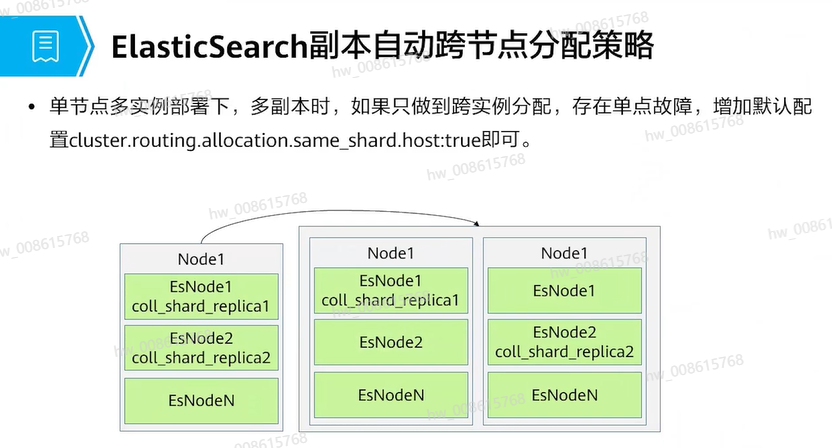 ElasticSearch副本自动跨节点分配策略
• 单节点多实例部署下，多副本时，如果只做到跨实例分配，存在单点故障，增加默认配
置cluster.routing.allocation.same_shard.host:true即可。
Node1
EsNode1
coll_shard_replica1
EsNode2
coll_shard_replica2
EsNodeN
Node1
EsNode1
coll_shard_replica1
EsNode2
EsNodeN
Node1
EsNode1
EsNode2
coll_shard_replica2
EsNodeN
hw_008615768